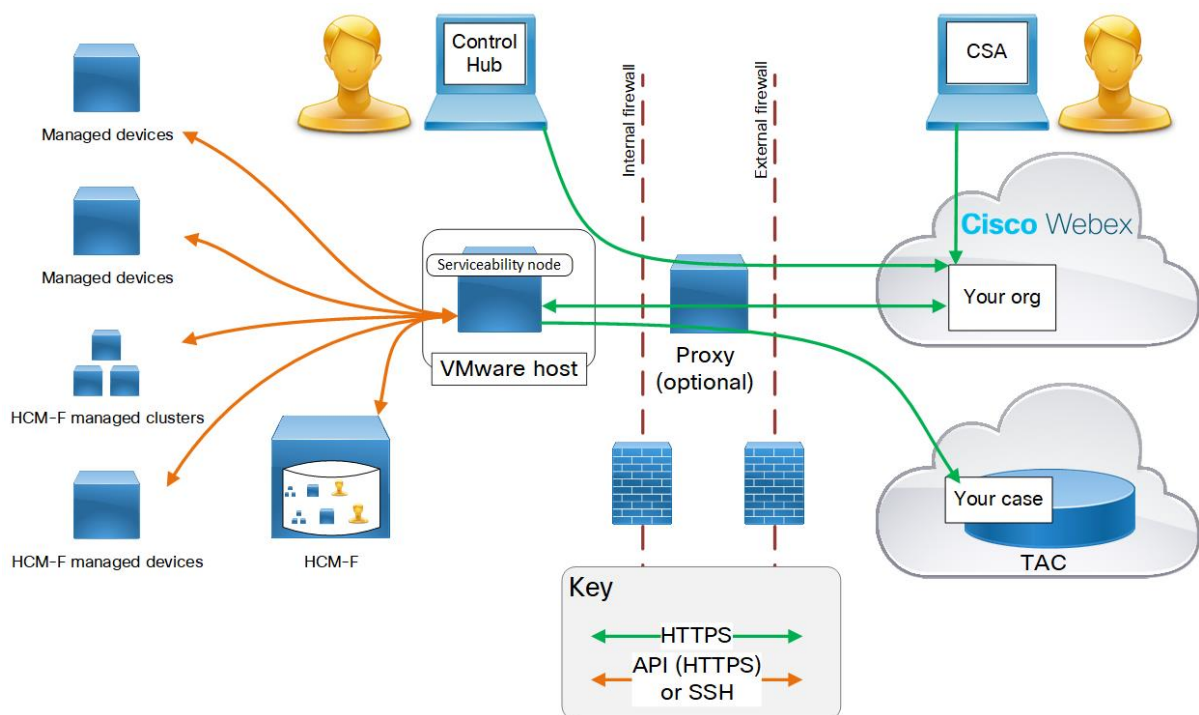 Control
Hub
CSA
Internal firewall
External firewall
Managed devices
Cisco Webex
Managed devices
Serviceability node
Your org
VMware host
Proxy
(optional)
HCM-F managed clusters
HCM-F managed devices
HCM-F
Your case
TAC
Key
HTTPS
API (HTTPS)
or SSH